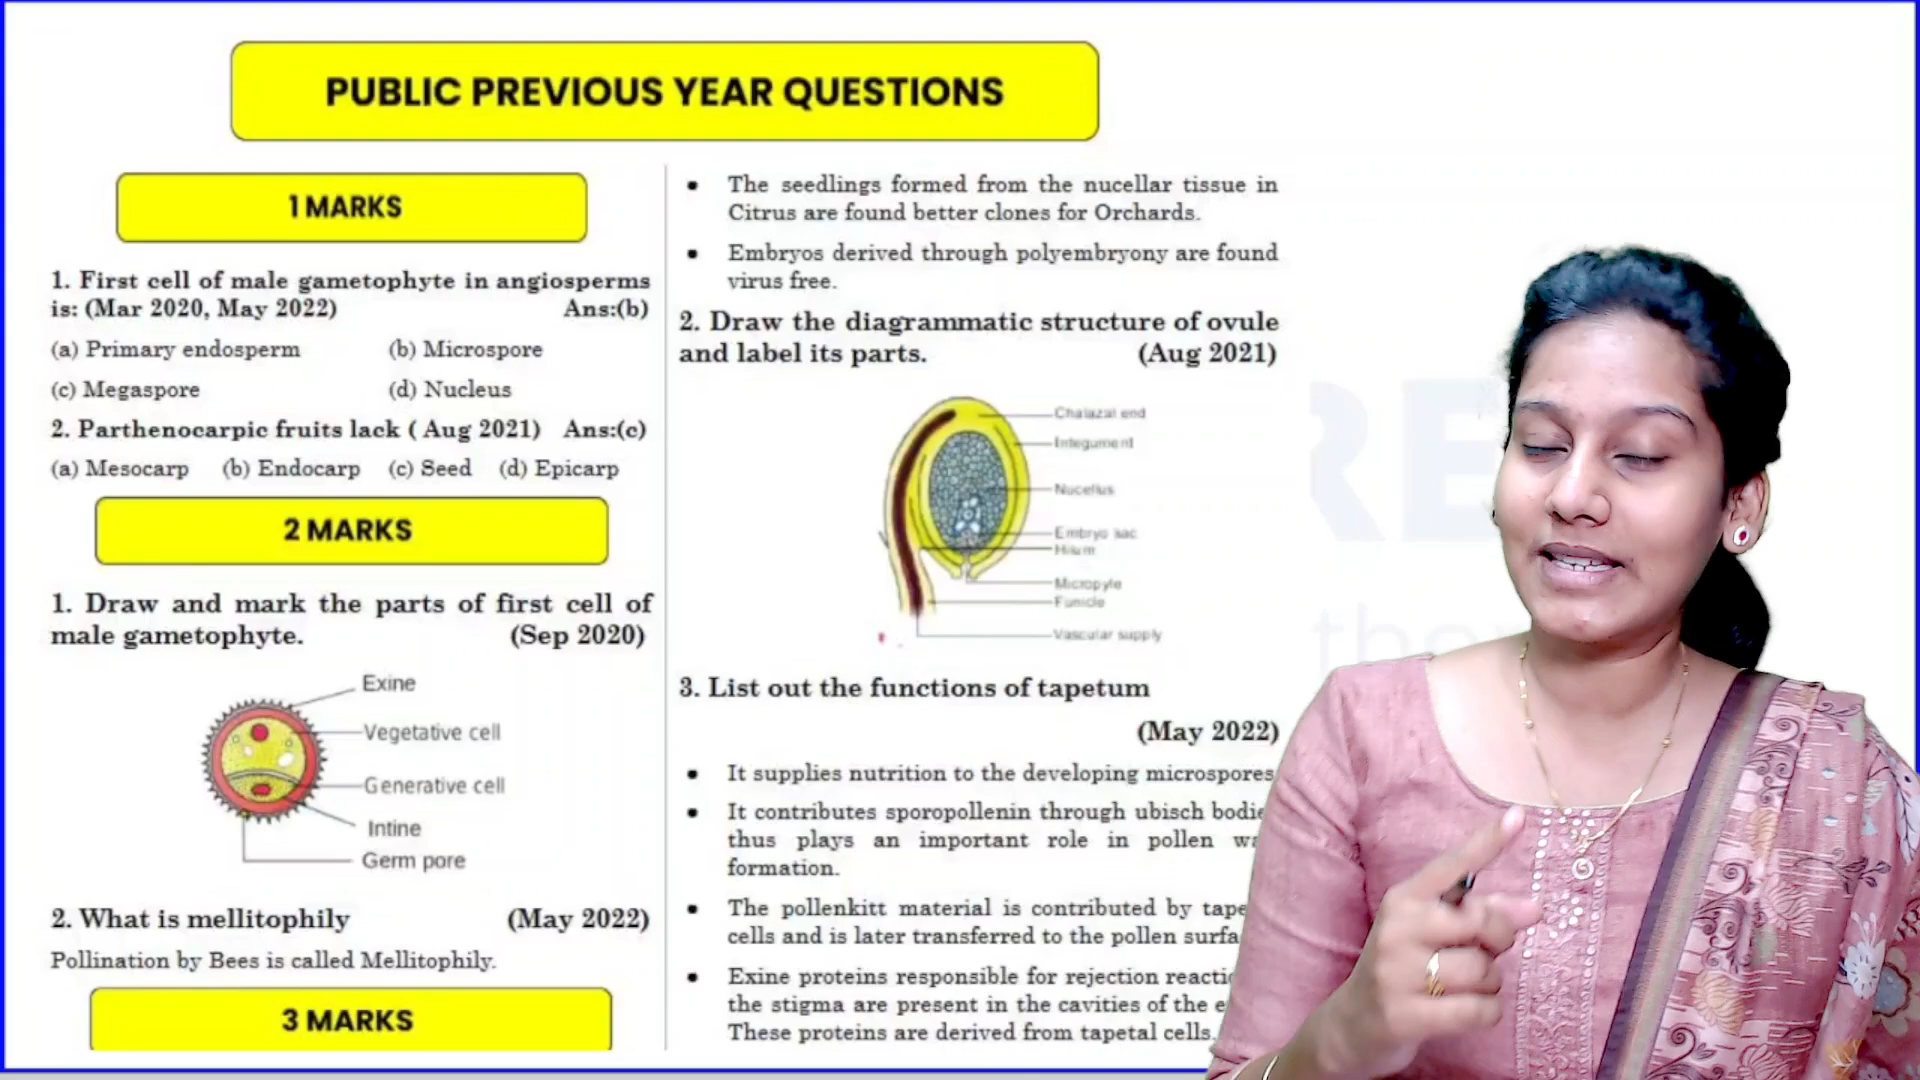 PUBLIC PREVIOUS YEAR QUESTIONS
1 MARKS
1. First cell of male gametophyte in angiosperms
is: (Mar 2020, May 2022) Ans:(b)
(a) Primary endosperm (b) Microspore
(c) Megaspore (d) Nucleus
2. Parthenocarpic fruits lack ( Aug 2021) Ans:(c)
(a) Mesocarp (b) Endocarp (c) Seed (d) Epicarp
2 MARKS
1. Draw and mark the parts of first cell of
male gametophyte. (Sep 2020)
Exine
Vegetative cell
Generative cell
Intine
Germ pore
2. What is mellitophily (May 2022)
Pollination by Bees is called Mellitophily.
3 MARKS
The seedlings formed from the nucellar tissue in
Citrus are found better clones for Orchards.
Embryos derived through polyembryony are found
virus free.
2. Draw the diagrammatic structure of ovule
and label its parts. (Aug 2021)
Chalazal end
Integument
Nucellus
Embryo sac
Hilum
Micropyle
Funicle
Vascular supply
3. List out the functions of tapetum
(May 2022)
It supplies nutrition to the developing microspores
It contributes sporopollenin through ubisch
thus plays an important role in pollen
formation.
The pollenkitt material is contributed by
cells and is later transferred to the pollen
Exine proteins responsible for rejection
the stigma are present in the cavities of the
These proteins are derived from tapetal cells.